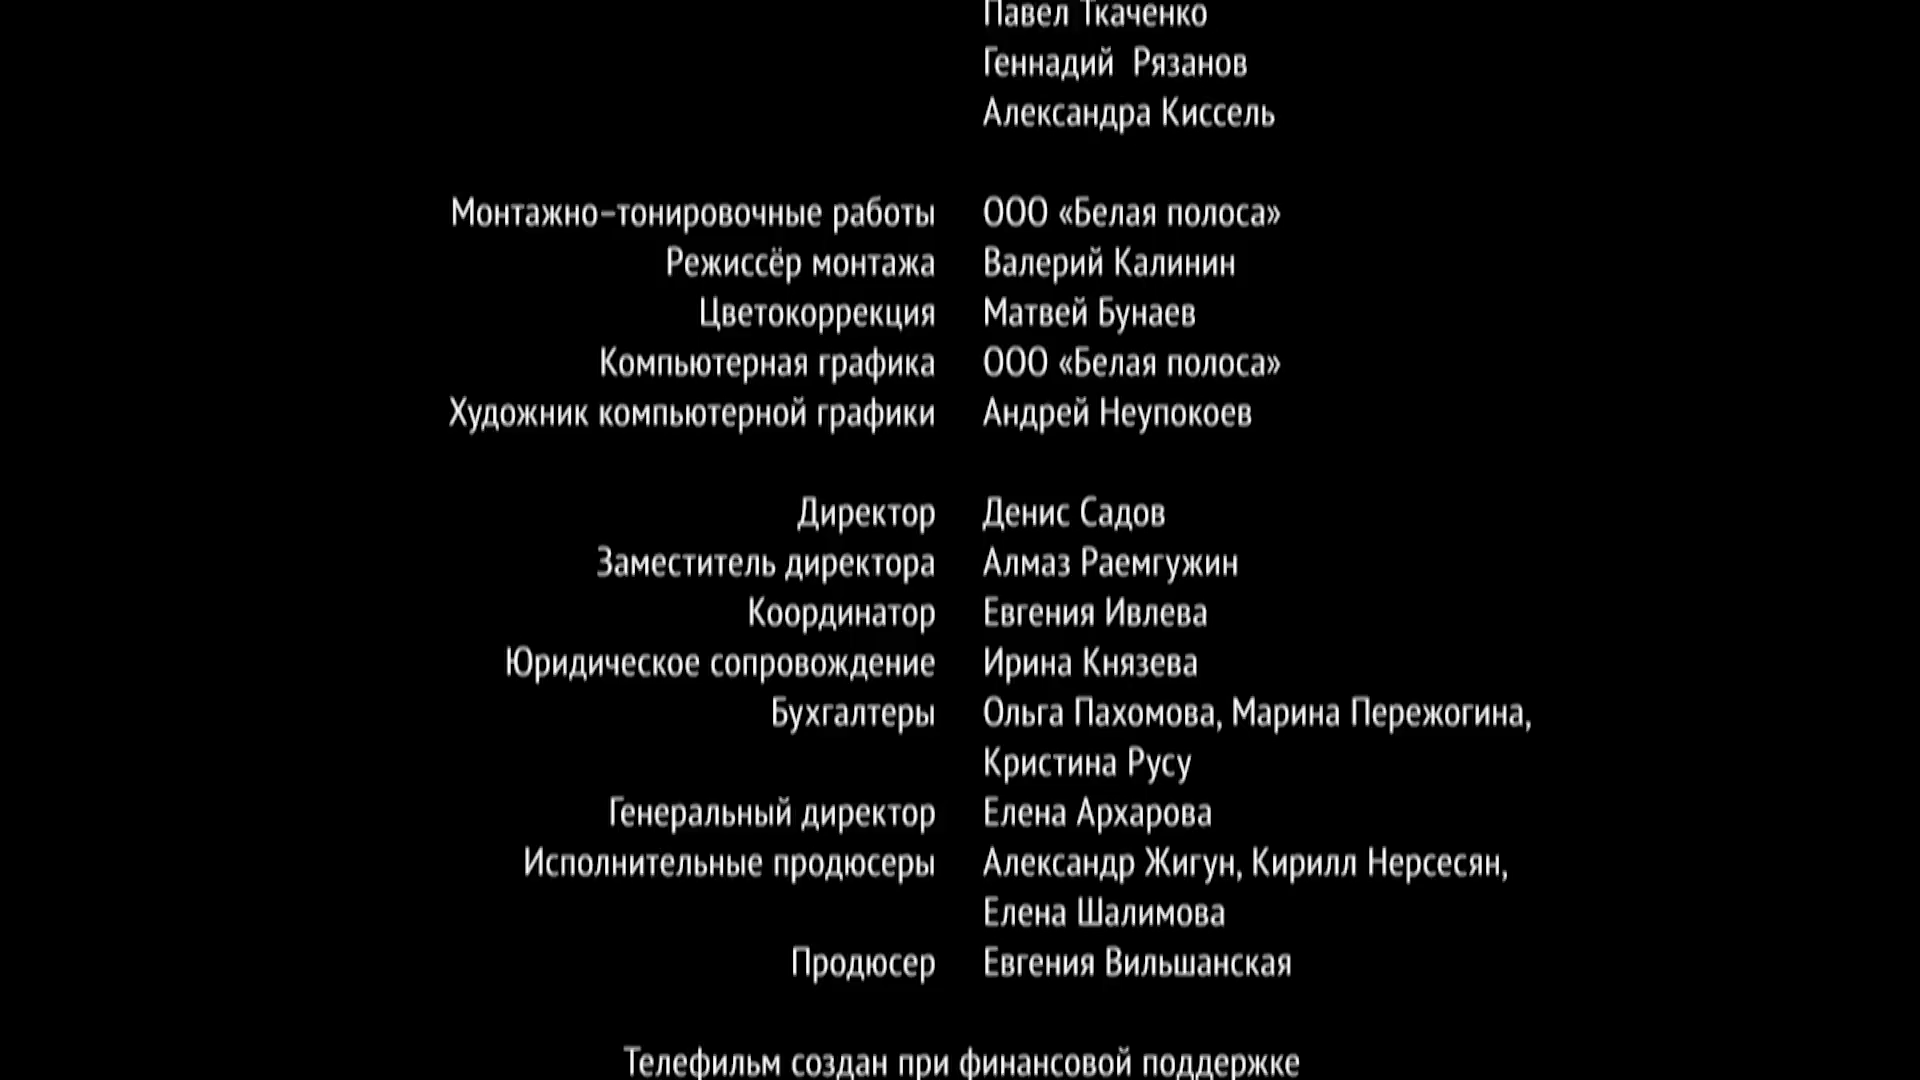 Павел Ткаченко
Геннадий Рязанов
Александра Киссель
Монтажно-тонировочные работы ООО «Белая полоса»
Режиссёр монтажа Валерий Калинин
Цветокоррекция Матвей Бунаев
Компьютерная графика ООО «Белая полоса»
Художник компьютерной графики Андрей Неупокоев
Директор Денис Садов
Заместитель директора Алмаз Раемгужин
Координатор Евгения Ивлева
Юридическое сопровождение Ирина Князева
Бухгалтеры Ольга Пахомова, Марина Пережогина,
Кристина Русу
Генеральный директор Елена Архарова
Исполнительные продюсеры Александр Жигун, Кирилл Нерсесян,
Елена Шалимова
Продюсер Евгения Вильшанская
Телефильм создан при финансовой поддержке